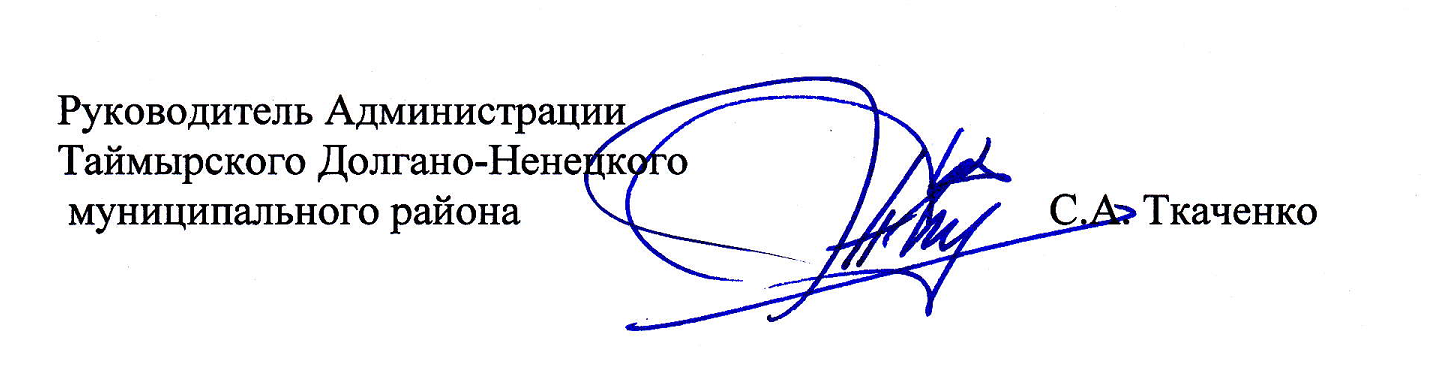 Руководитель Администрации
Таймырского Долгано-Ненецкого
муниципального района С.А. Ткаченко